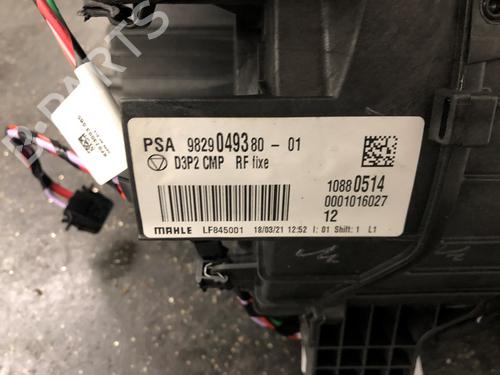 PSA 9829049380 - 01
D3P2 CMP RF fixe
10880514
0001016027
12
MAHLE LF845001 18/03/21 12:52 I: 01 Shift: 1 L1
B-PARTS